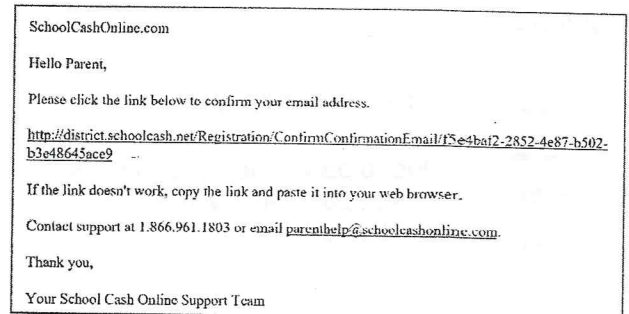 SchoolCashOnline.com
Hello Parent,
Please click the link below to confirm your email address.
http://district.schoolcash.net/Registration/ConfirmConfirmationEmail/f5e4baf2-2852-4e87-b502-
b3e48645ace9
If the link doesn't work, copy the link and paste it into your web browser.
Contact support at 1.866.961.1803 or email parenthelp@schoolcashonline.com.
Thank you,
Your School Cash Online Support Team